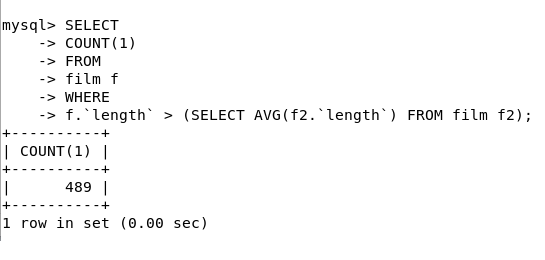 mysql> SELECT
    -> COUNT(1)
    -> FROM
    -> film f
    -> WHERE
    -> f.`length` > (SELECT AVG(f2.`length`) FROM film f2);
+----------+
| COUNT(1) |
+----------+
|      489 |
+----------+
1 row in set (0.00 sec)